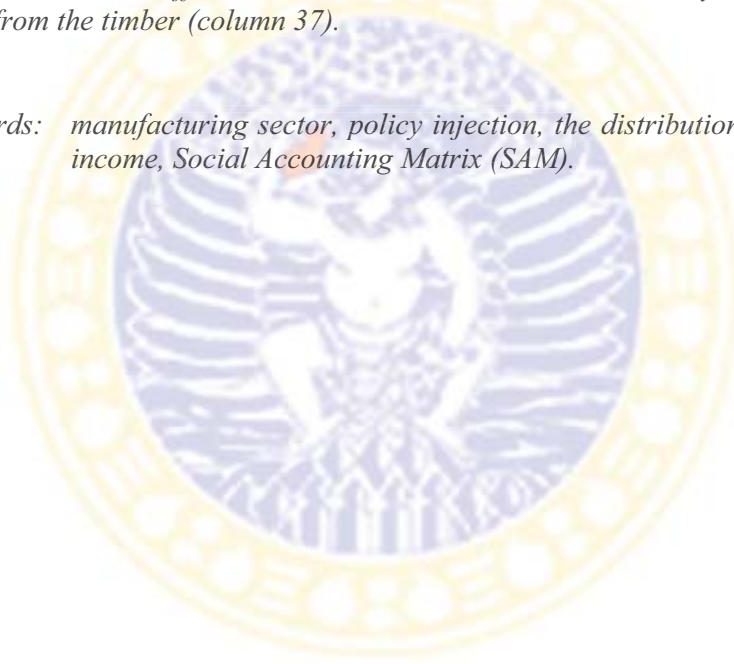 from the timber (column 37).
rds: manufacturing sector, policy injection, the distribution
income, Social Accounting Matrix (SAM).